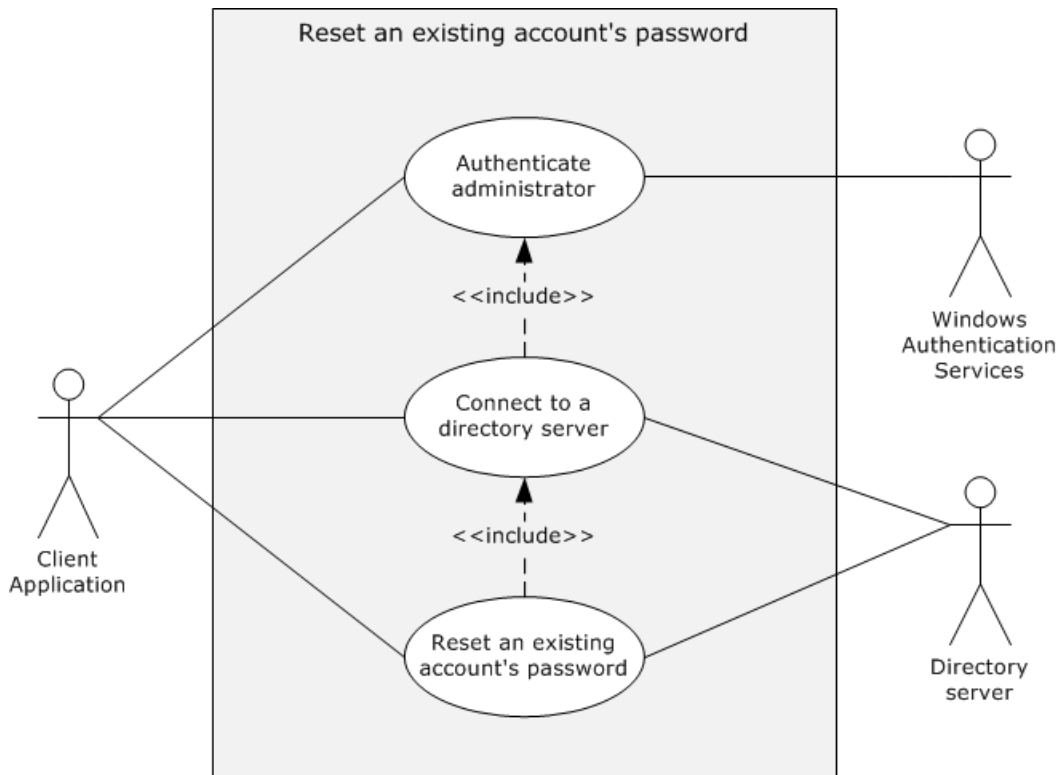 Reset an existing account's password
Authenticate
administrator
<<include>>
Windows
Authentication
Services
Connect to a
directory server
<<include>>
Client
Application
Reset an existing
account's password
Directory
server